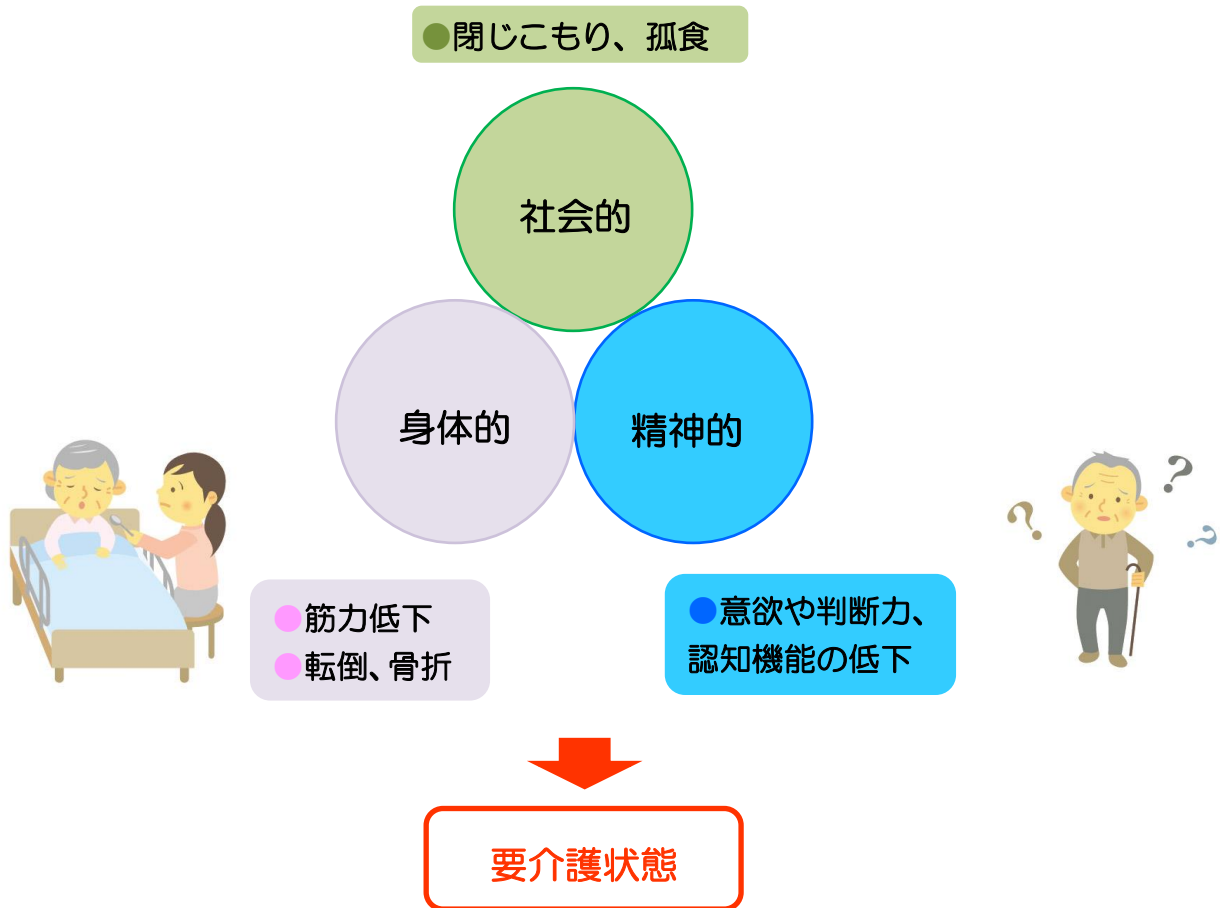 ●閉じこもり、孤食
社会的
身体的
精神的
?
?
?
●筋力低下
●転倒、骨折
●意欲や判断力、
認知機能の低下
要介護状態